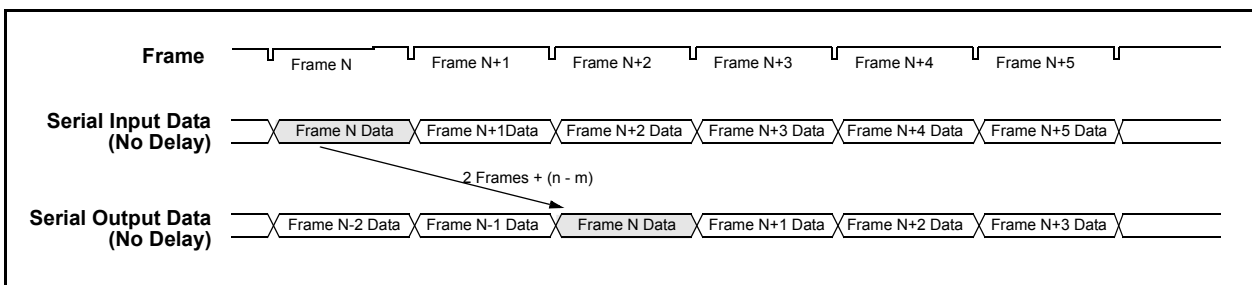 Frame
Frame N
Frame N+1
Frame N+2
Frame N+3
Frame N+4
Frame N+5
Serial Input Data
(No Delay)
Frame N Data
Frame N+1Data
Frame N+2 Data
Frame N+3 Data
Frame N+4 Data
Frame N+5 Data
2 Frames + (n - m)
Serial Output Data
(No Delay)
Frame N-2 Data
Frame N-1 Data
Frame N Data
Frame N+1 Data
Frame N+2 Data
Frame N+3 Data